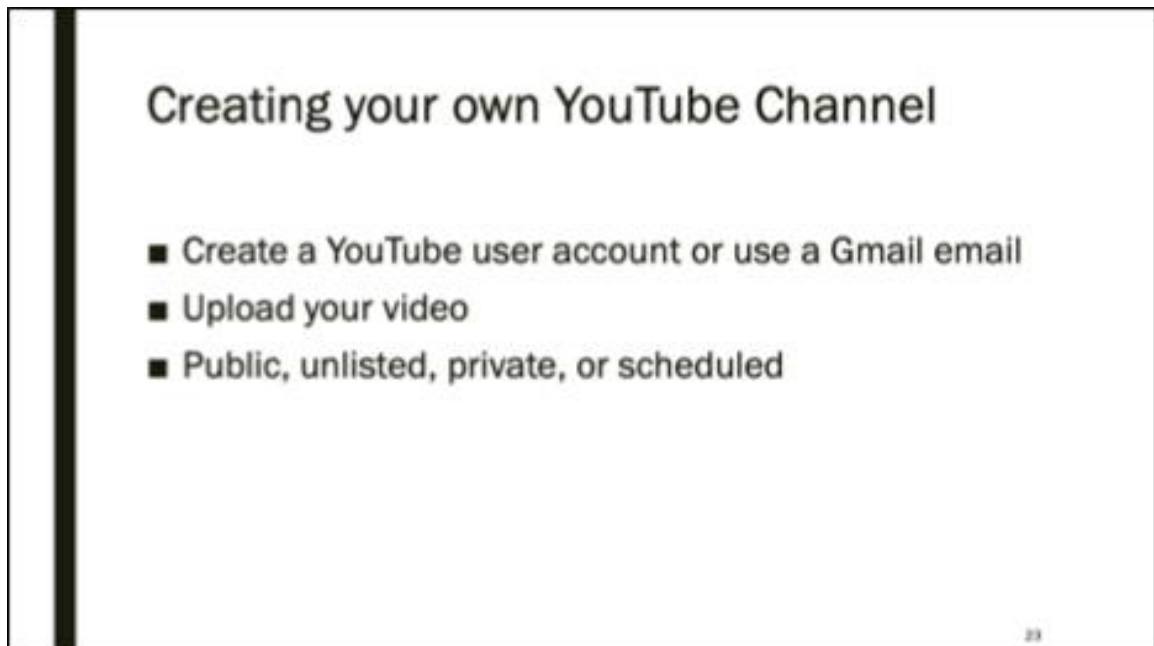 Creating your own YouTube Channel
■ Create a YouTube user account or use a Gmail email
■ Upload your video
■ Public, unlisted, private, or scheduled
23